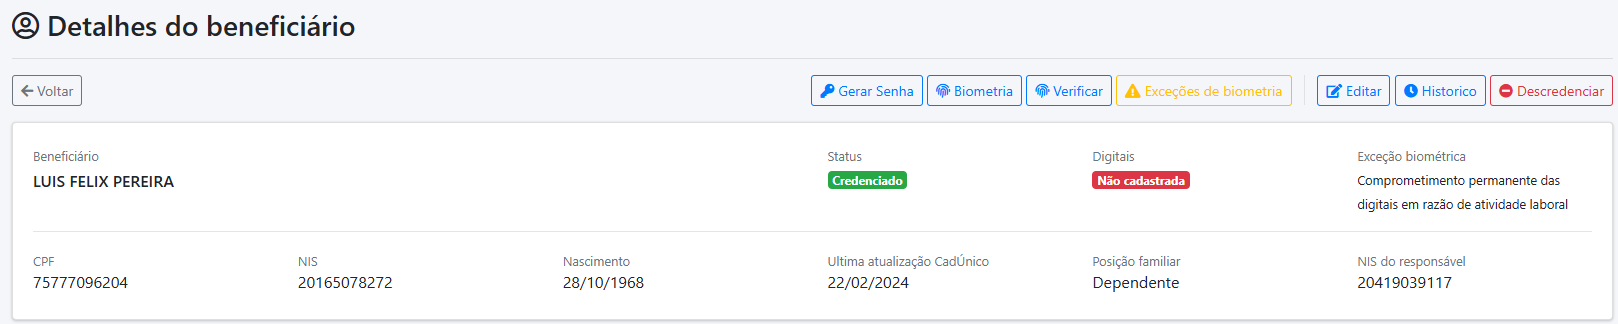 Detalhes do beneficiário
Voltar
Gerar Senha
Biometria
Verificar
Exceções de biometria
Editar
Historico
Descredenciar
Beneficiário
LUIS FELIX PEREIRA
Status
Credenciado
Digitais
Não cadastrada
Exceção biométrica
Comprometimento permanente das
digitais em razão de atividade laboral
CPF
75777096204
NIS
20165078272
Nascimento
28/10/1968
Ultima atualização CadÚnico
22/02/2024
Posição familiar
Dependente
NIS do responsável
20419039117